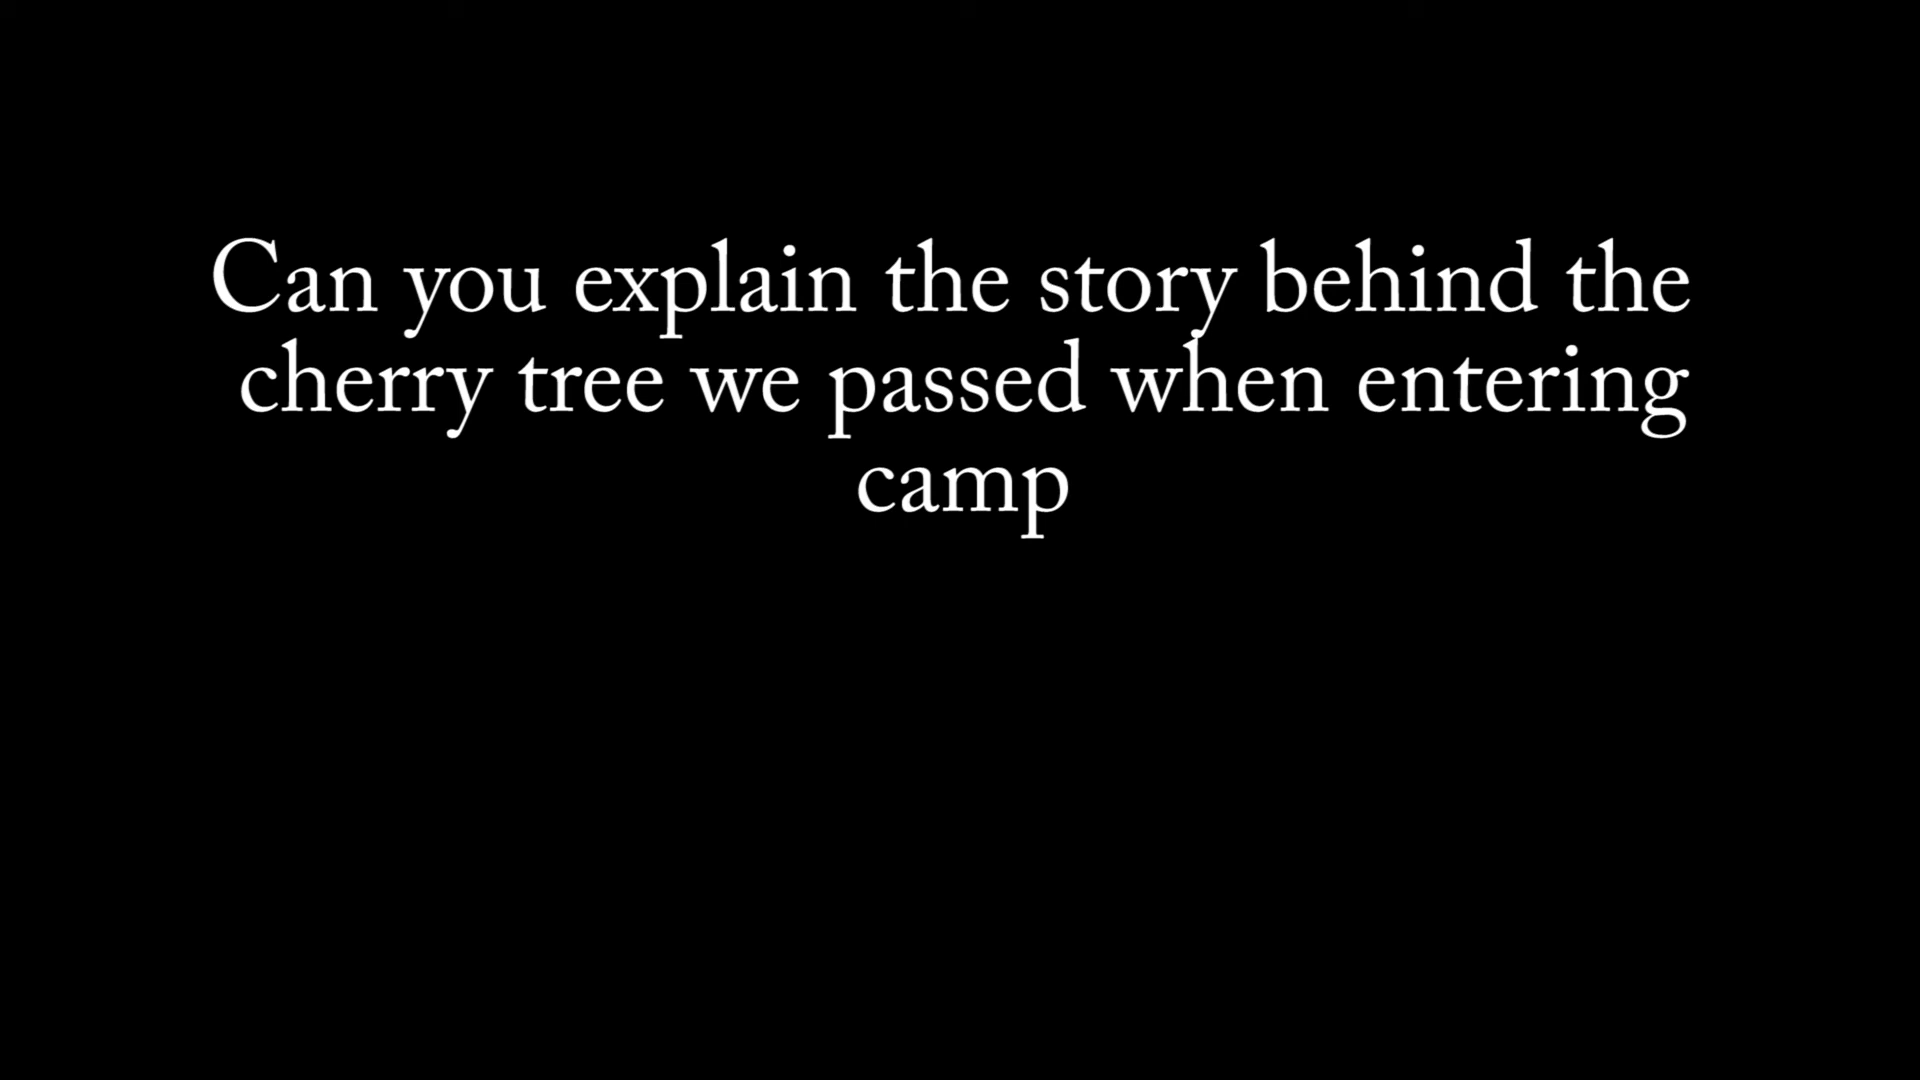 Can you explain the story behind the
cherry tree we passed when entering
camp